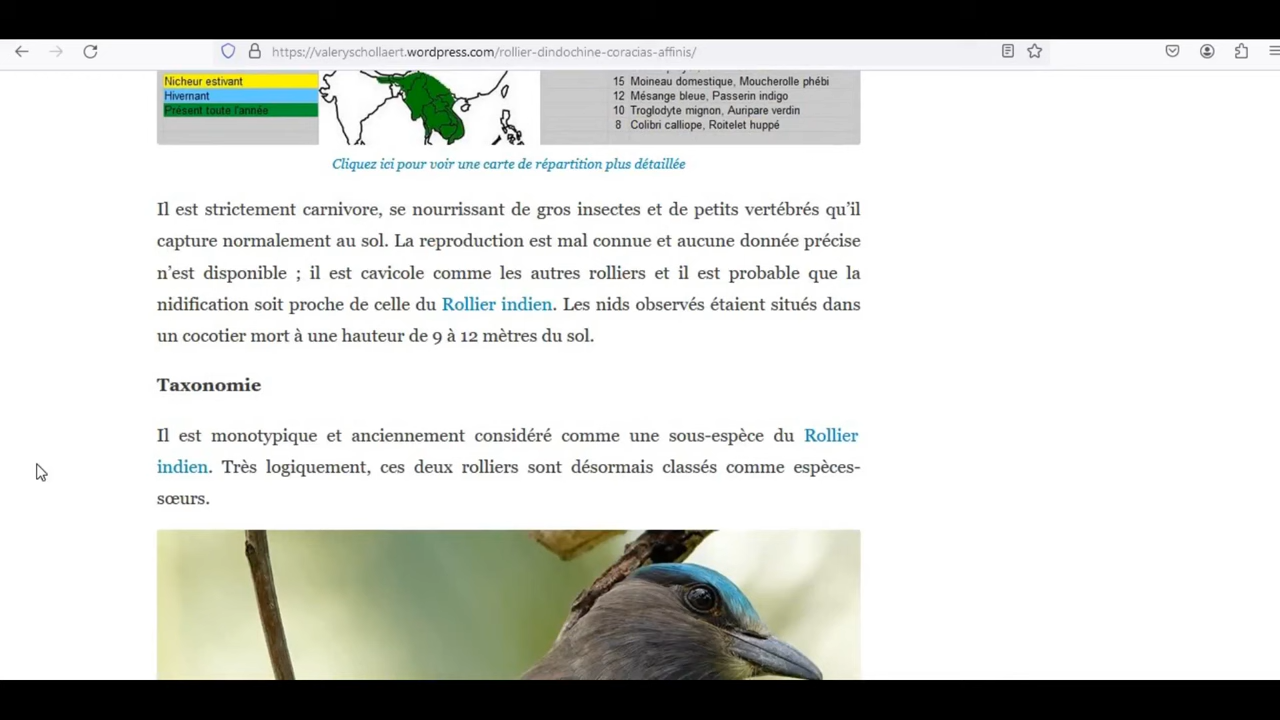 https://valeryschollaert.wordpress.com/rollier-dindochine-coracias-affinis/
Nicheur estivant
Hivernant
Présent toute l'année
15 Moineau domestique, Moucherolle phébi
12 Mésange bleue, Passerin indigo
10 Troglodyte mignon, Auripare verdin
8 Colibri calliope, Roitelet huppé
Cliquez ici pour voir une carte de répartition plus détaillée
Il est strictement carnivore, se nourrissant de gros insectes et de petits vertébrés qu’il
capture normalement au sol. La reproduction est mal connue et aucune donnée précise
n’est disponible ; il est cavicole comme les autres rolliers et il est probable que la
nidification soit proche de celle du Rollier indien. Les nids observés étaient situés dans
un cocotier mort à une hauteur de 9 à 12 mètres du sol.
Taxonomie
Il est monotypique et anciennement considéré comme une sous-espèce du Rollier
indien. Très logiquement, ces deux rolliers sont désormais classés comme espèces-
sœurs.